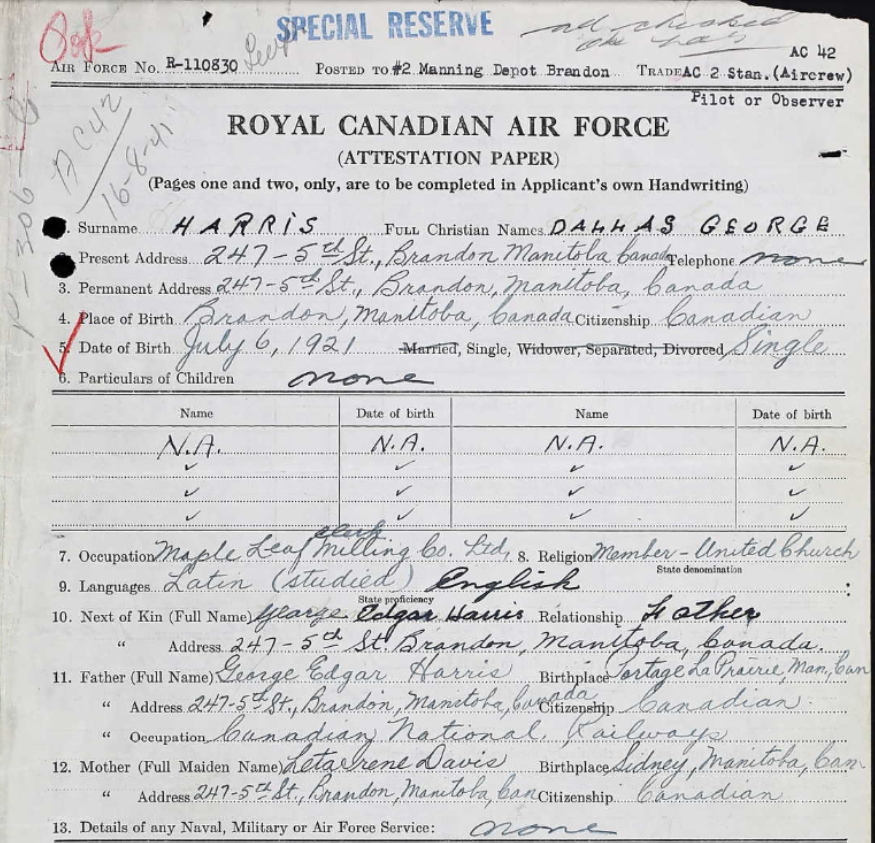 SPECIAL RESERVE
all checked
AC 42
AIR FORCE No. R-110830 POSTED TO #2 Manning Depot Brandon TRADE AC 2 Stan. (Aircrew)
Pilot or Observer
AC42
16-8-41
ROYAL CANADIAN AIR FORCE
(ATTESTATION PAPER)
(Pages one and two, only, are to be completed in Applicant's own Handwriting)
1. Surname HARRIS FULL Christian Names DALLAS GEORGE
2. Present Address 247-5th St., Brandon Manitoba Canada Telephone none
3. Permanent Address 247-5th St., Brandon, Manitoba, Canada
4. Place of Birth Brandon, Manitoba, Canada Citizenship Canadian
5. Date of Birth July 6, 1921 Married, Single, Widower, Separated, Divorced Single
6. Particulars of Children none
Name Date of birth Name Date of birth
N.A. N.A. N.A. N.A.
clerk
7. Occupation Maple Leaf Milling Co. Ltd. 8. Religion Member - United Church
State denomination
9. Languages Latin (studied) English
State proficiency
10. Next of Kin (Full Name) George Edgar Harris Relationship Father
" Address 247-5th St. Brandon, Manitoba, Canada.
11. Father (Full Name) George Edgar Harris Birthplace Portage La Prairie, Man., Can
" Address 247-5th St., Brandon, Manitoba, Canada Citizenship Canadian
" Occupation Canadian National Railways
12. Mother (Full Maiden Name) Leta Irene Davis Birthplace Sidney, Manitoba, Can.
" Address 247-5th St., Brandon, Manitoba, Can Citizenship Canadian
13. Details of any Naval, Military or Air Force Service: none